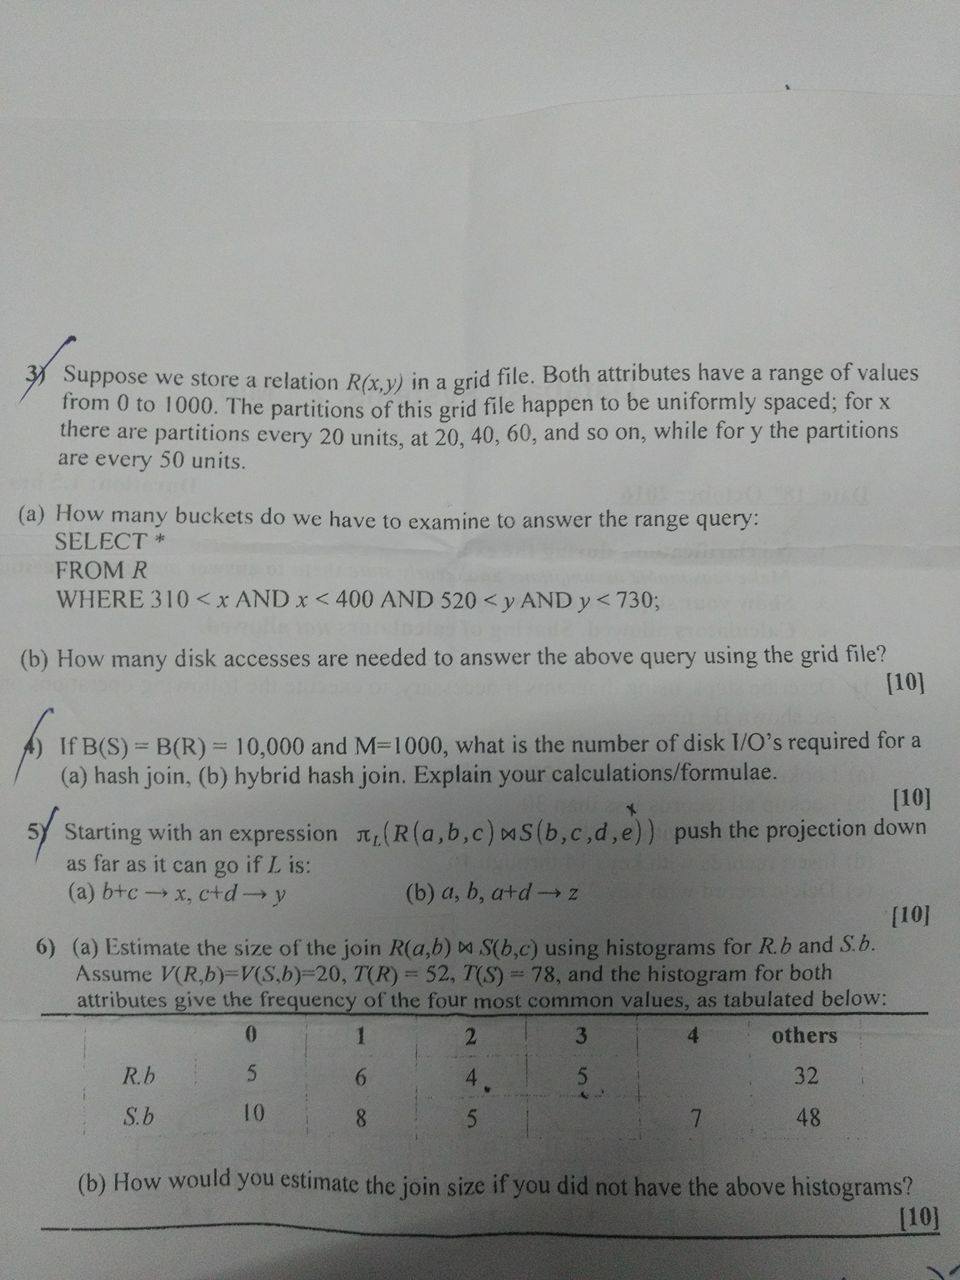 3) Suppose we store a relation R(x,y) in a grid file. Both attributes have a range of values
from 0 to 1000. The partitions of this grid file happen to be uniformly spaced; for x
there are partitions every 20 units, at 20, 40, 60, and so on, while for y the partitions
are every 50 units.
(a) How many buckets do we have to examine to answer the range query:
SELECT *
FROM R
WHERE 310 < x AND x < 400 AND 520 < y AND y < 730;
(b) How many disk accesses are needed to answer the above query using the grid file?
[10]
4) If B(S) = B(R) = 10,000 and M=1000, what is the number of disk I/O's required for a
(a) hash join, (b) hybrid hash join. Explain your calculations/formulae.
[10]
5) Starting with an expression π_L(R(a,b,c) ⋈ S(b,c,d,e)) push the projection down
as far as it can go if L is:
(a) b+c → x, c+d → y (b) a, b, a+d → z
[10]
6) (a) Estimate the size of the join R(a,b) ⋈ S(b,c) using histograms for R.b and S.b.
Assume V(R,b)=V(S,b)=20, T(R) = 52, T(S) = 78, and the histogram for both
attributes give the frequency of the four most common values, as tabulated below:
0 1 2 3 4 others
R.b 5 6 4 5 32
S.b 10 8 5 7 48
(b) How would you estimate the join size if you did not have the above histograms?
[10]